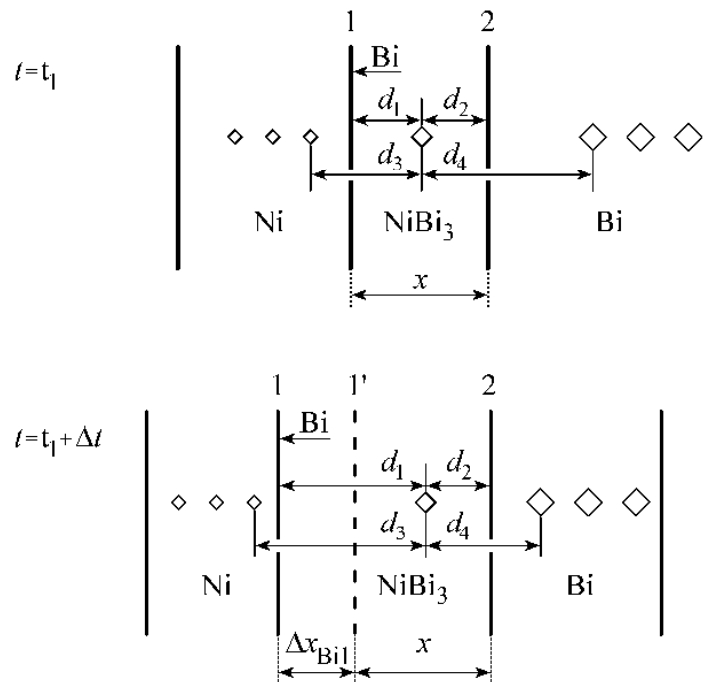 1 2
t = t₁
Bi
d₁ d₂
d₃ d₄
Ni NiBi₃ Bi
x
1 1' 2
t = t₁ + Δt
Bi
d₁ d₂
d₃ d₄
Ni NiBi₃ Bi
Δx_Bi1 x